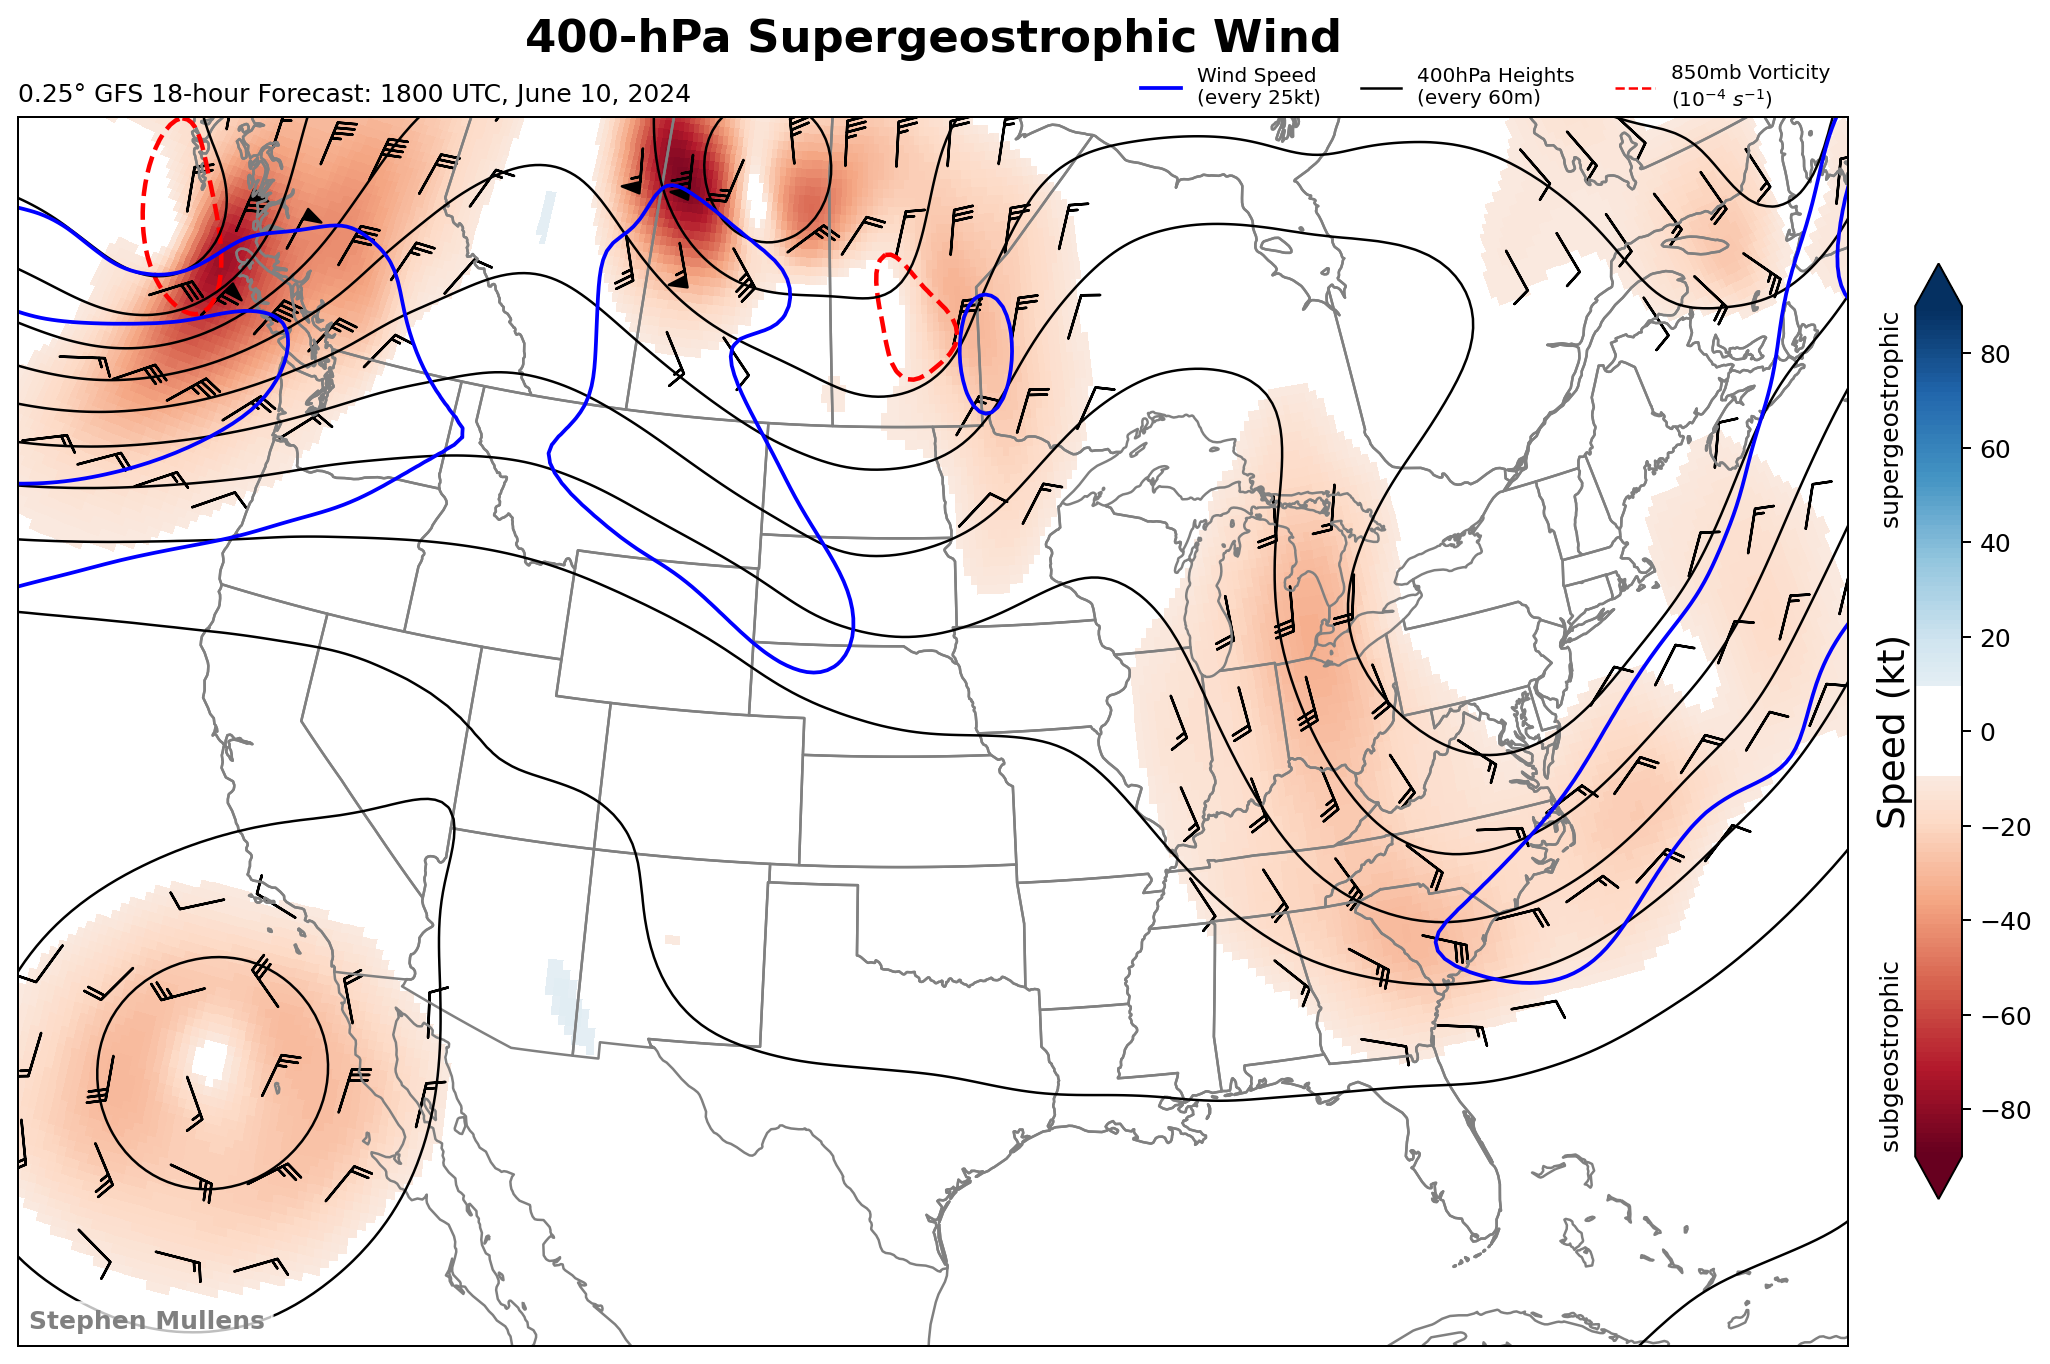 400-hPa Supergeostrophic Wind
0.25° GFS 18-hour Forecast: 1800 UTC, June 10, 2024
Wind Speed
(every 25kt)
400hPa Heights
(every 60m)
850mb Vorticity
(10⁻⁴ s⁻¹)
supergeostrophic
Speed (kt)
subgeostrophic
80
60
40
20
0
−20
−40
−60
−80
Stephen Mullens